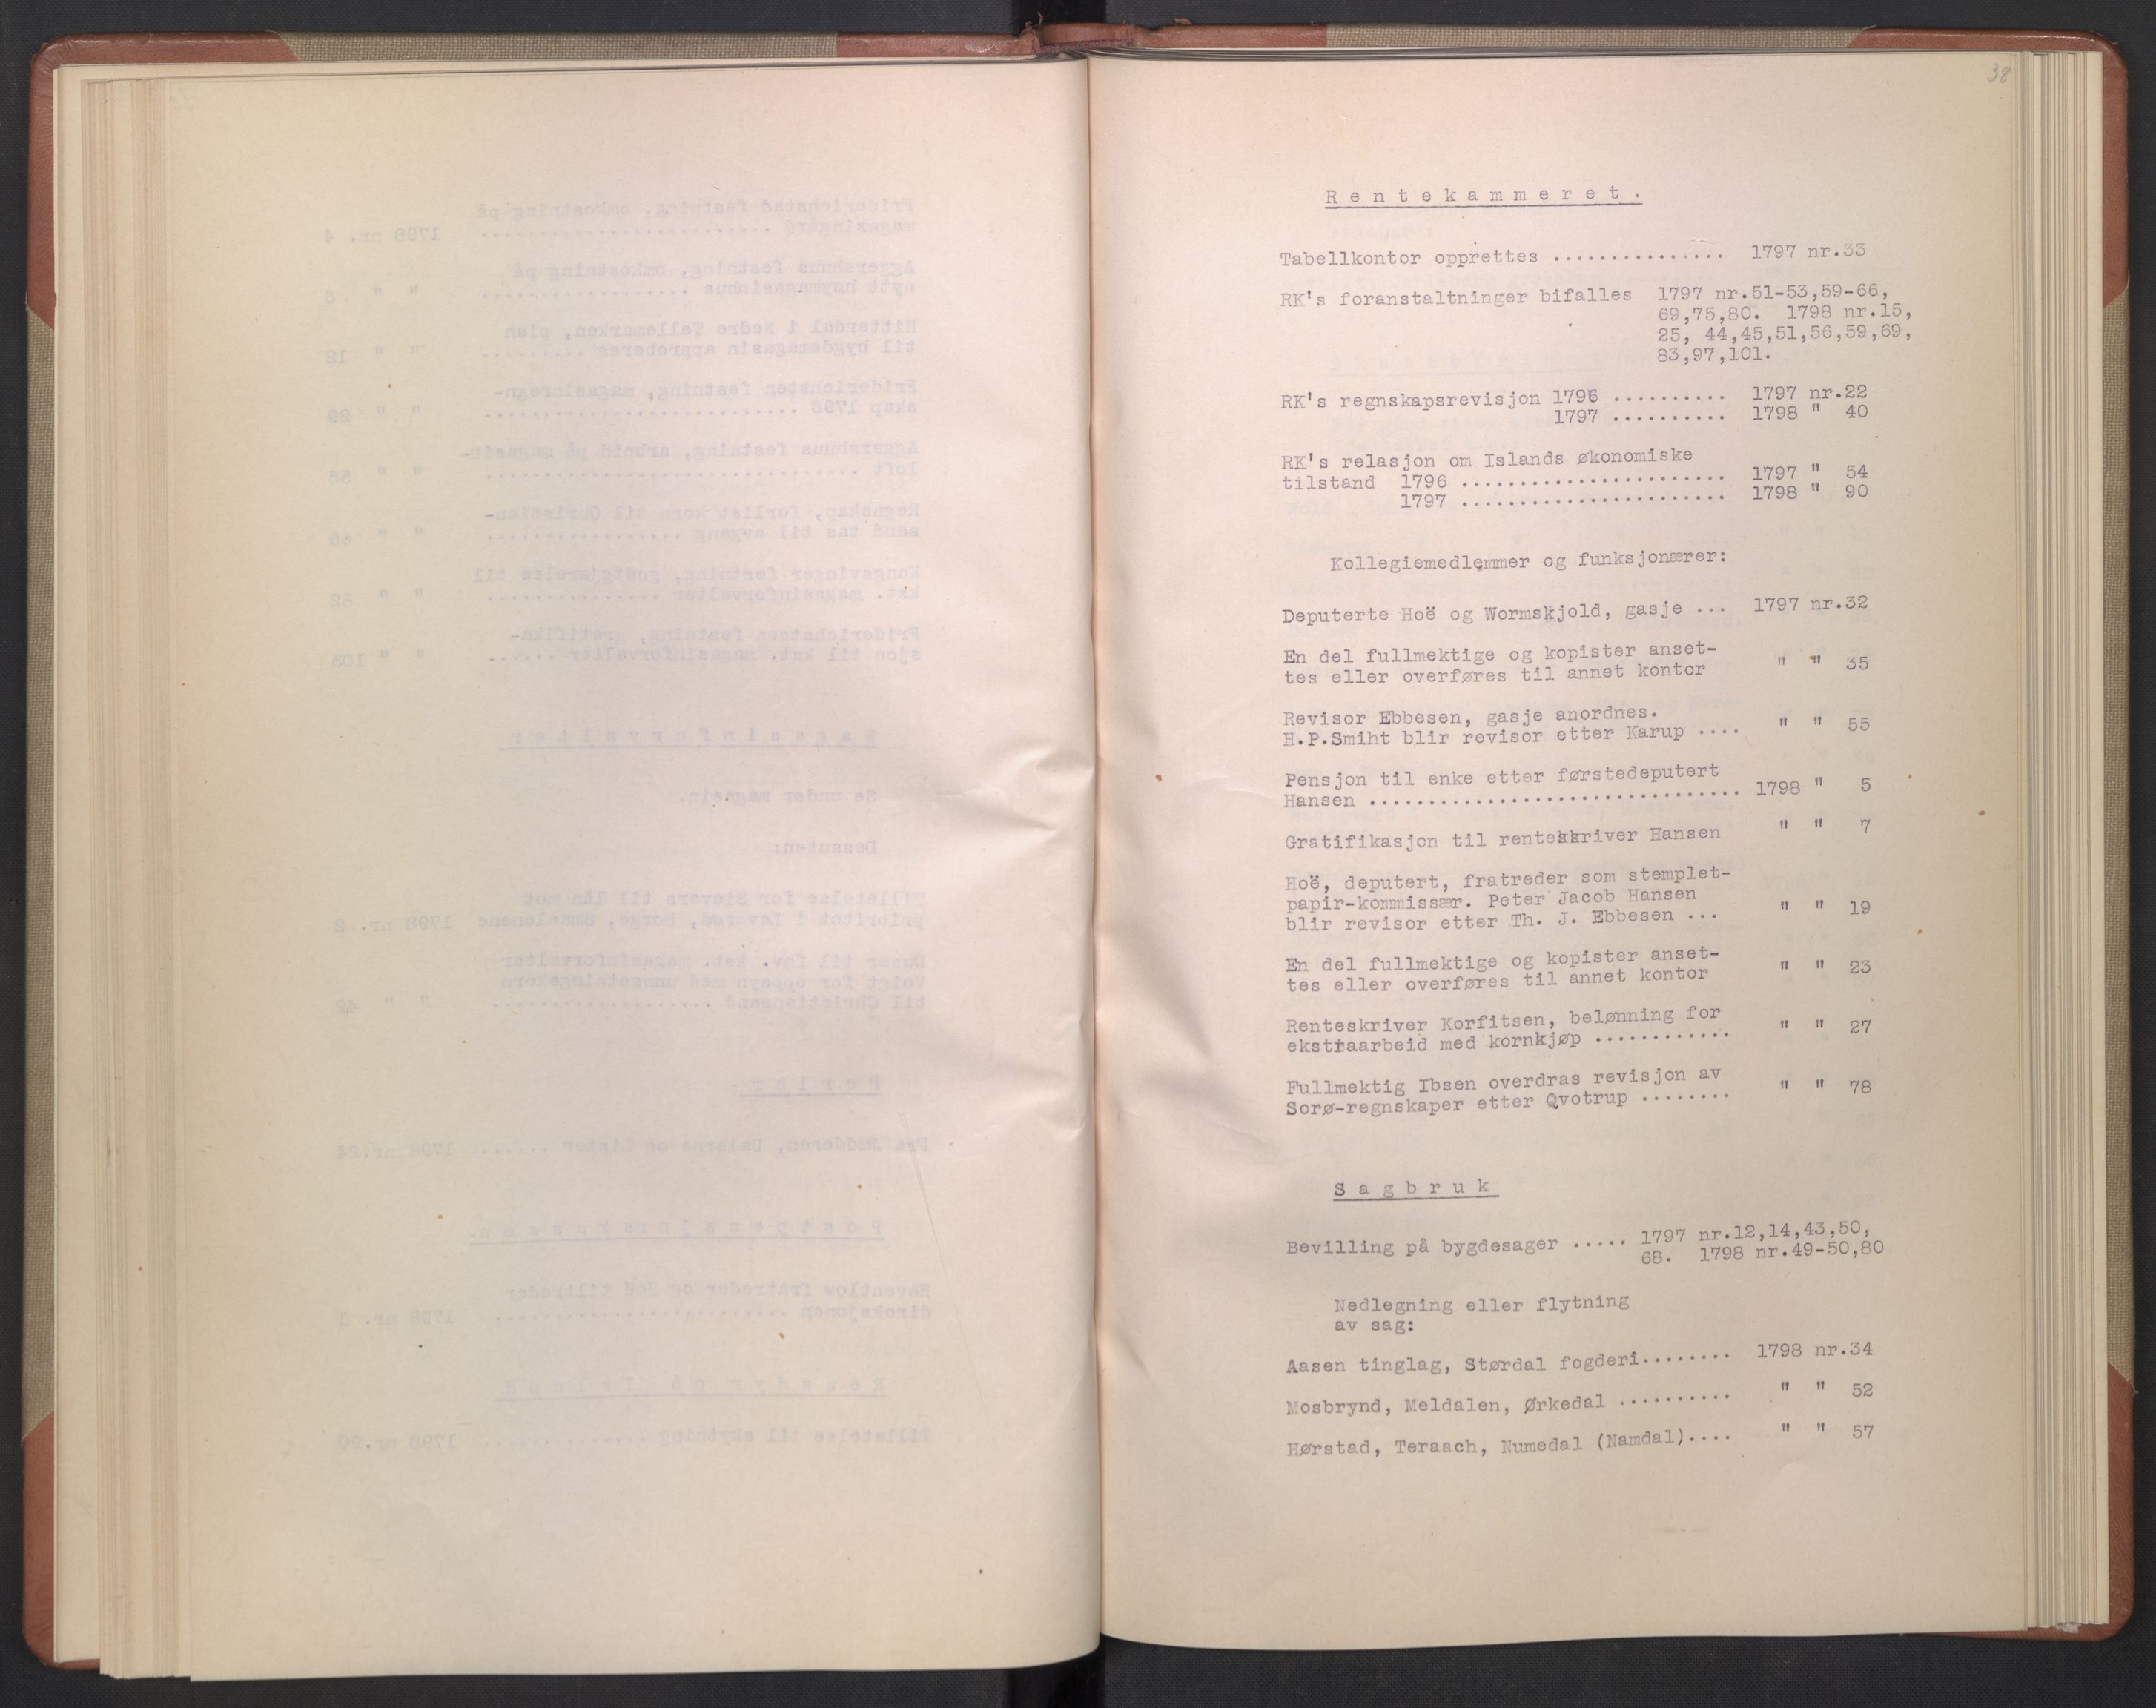 38
Rentekammeret.
Tabellkontor opprettes ............... 1797 nr.33
RK's foranstaltninger bifalles 1797 nr.51-53,59-66,
69,75,80. 1798 nr.15,
25, 44,45,51,56,59,69,
83,97,101.
RK's regnskapsrevisjon 1796 .......... 1797 nr.22
1797 .......... 1798 " 40
RK's relasjon om Islands økonomiske
tilstand 1796 ....................... 1797 " 54
1797 ....................... 1798 " 90
Kollegiemedlemmer og funksjonærer:
Deputerte Hoë og Wormskjold, gasje ... 1797 nr.32
En del fullmektige og kopister anset-
tes eller overføres til annet kontor " " 35
Revisor Ebbesen, gasje anordnes.
H.P.Smiht blir revisor etter Karup .... " " 55
Pensjon til enke etter førstedeputert
Hansen ................................ 1798 " 5
Gratifikasjon til renteskriver Hansen " " 7
Hoë, deputert, fratreder som stemplet-
papir-kommissær. Peter Jacob Hansen
blir revisor etter Th. J. Ebbesen ... " " 19
En del fullmektige og kopister anset-
tes eller overføres til annet kontor " " 23
Renteskriver Korfitsen, belønning for
ekstraarbeid med kornkjøp ............ " " 27
Fullmektig Ibsen overdras revisjon av
Sorø-regnskaper etter Qvotrup ........ " " 78
Sagbruk
Bevilling på bygdesager ..... 1797 nr.12,14,43,50,
68. 1798 nr.49-50,80
Nedlegning eller flytning
av sag:
Aasen tinglag, Størdal fogderi........ 1798 nr.34
Mosbrynd, Meldalen, Ørkedal .......... " " 52
Hørstad, Teraach, Numedal (Namdal).... " " 57